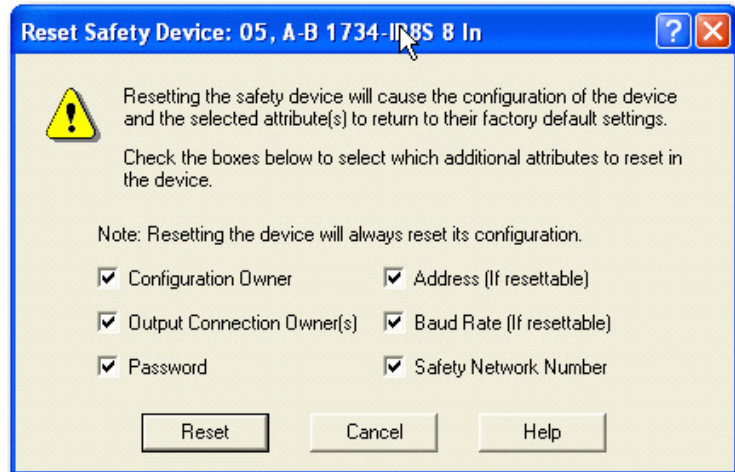 Reset Safety Device: 05, A-B 1734-IB8S 8 In
Resetting the safety device will cause the configuration of the device
and the selected attribute(s) to return to their factory default settings.
Check the boxes below to select which additional attributes to reset in
the device.
Note: Resetting the device will always reset its configuration.
Configuration Owner
Address (If resettable)
Output Connection Owner(s)
Baud Rate (If resettable)
Password
Safety Network Number
Reset
Cancel
Help